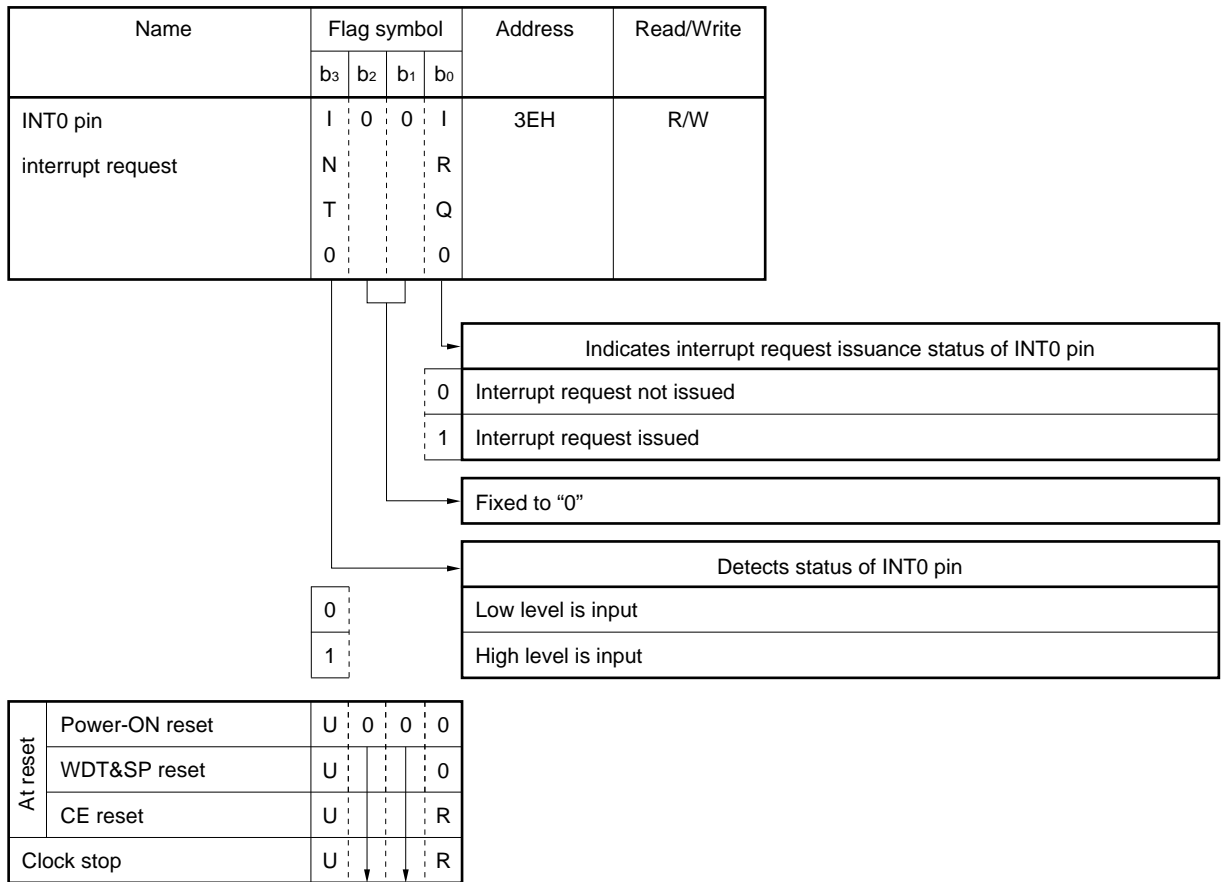 Name Flag symbol Address Read/Write
b3 b2 b1 b0
INT0 pin I 0 0 I 3EH R/W
interrupt request N R
T Q
0 0
Indicates interrupt request issuance status of INT0 pin
0 Interrupt request not issued
1 Interrupt request issued
Fixed to “0”
Detects status of INT0 pin
0 Low level is input
1 High level is input
At reset
Power-ON reset U 0 0 0
WDT&SP reset U 0
CE reset U R
Clock stop U R